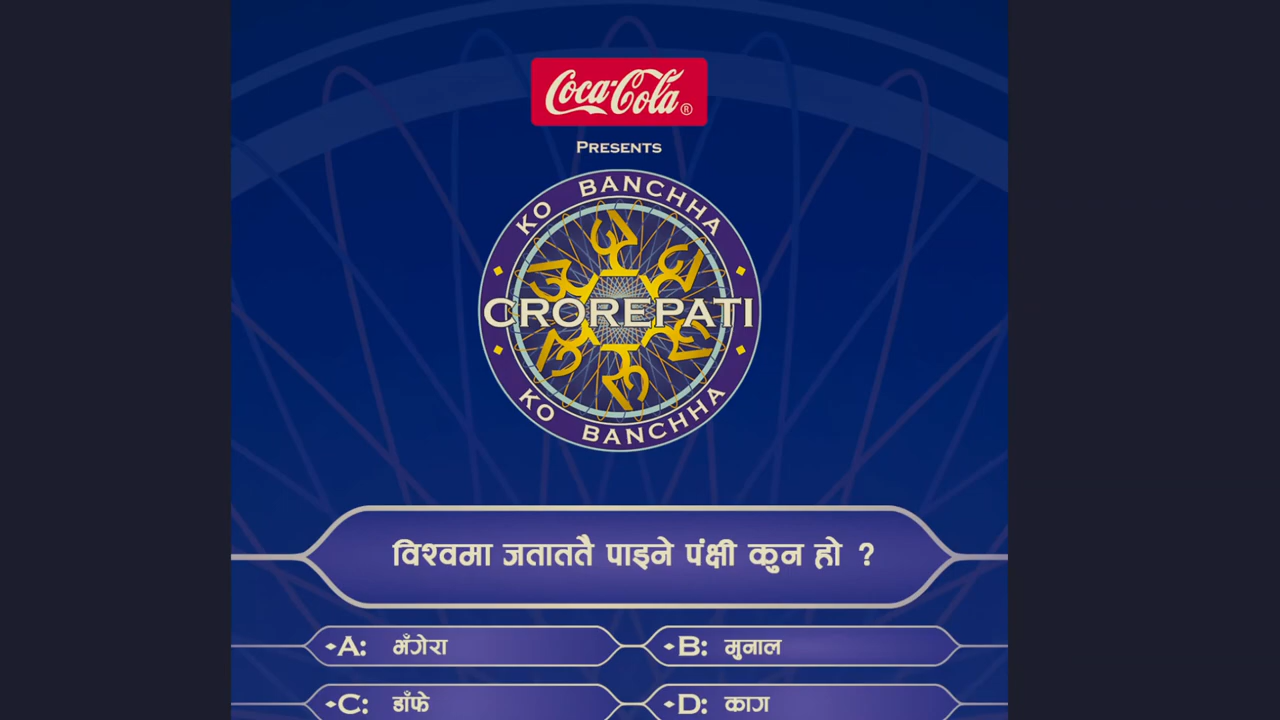 Coca-Cola®
PRESENTS
KO BANCHHA
CROREPATI
KO BANCHHA
विश्वमा जताततै पाइने पंक्षी कुन हो ?
A: भँगेरा
B: मुनाल
C: डाँफे
D: काग